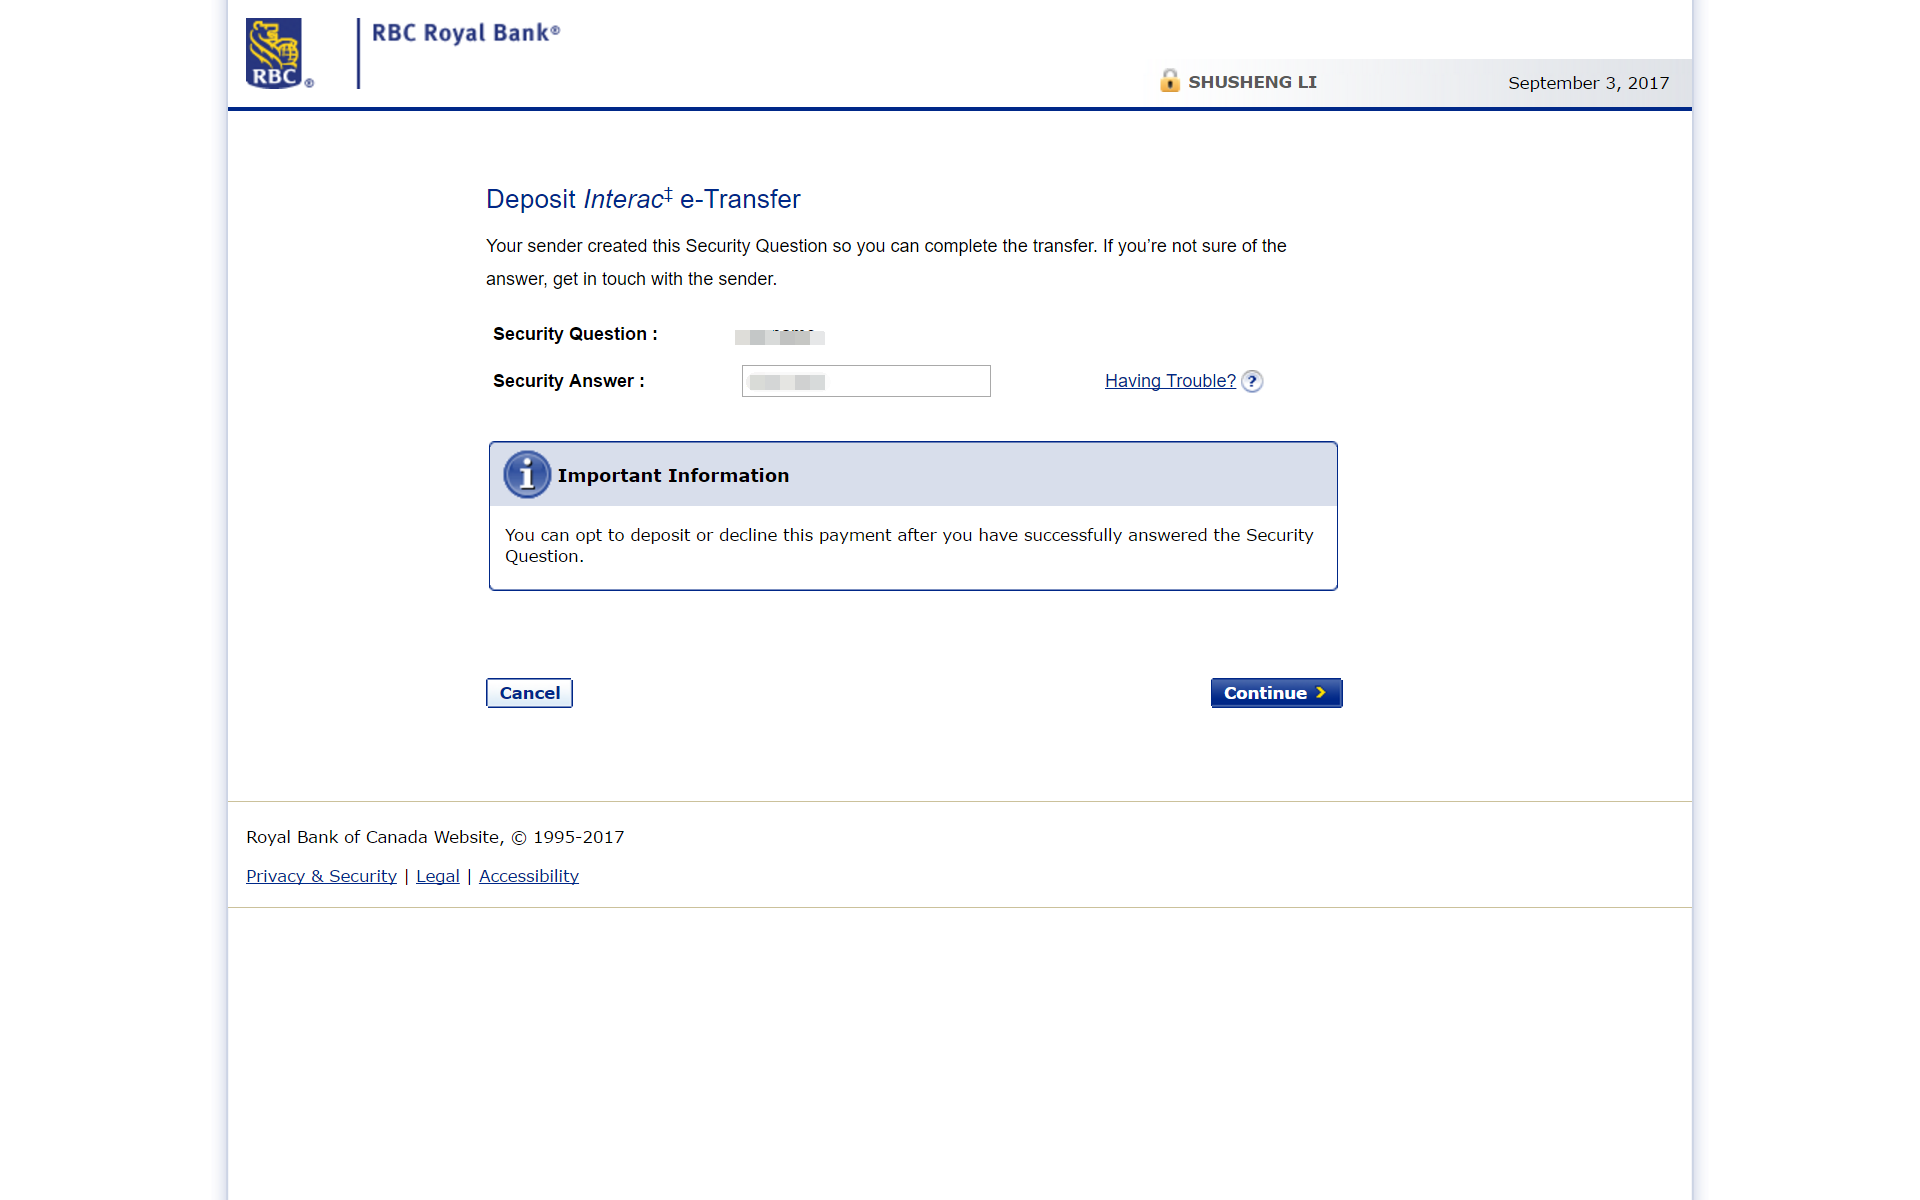 RBC ®
RBC Royal Bank®
SHUSHENG LI
September 3, 2017
Deposit Interac‡ e-Transfer
Your sender created this Security Question so you can complete the transfer. If you're not sure of the
answer, get in touch with the sender.
Security Question :
Security Answer :
Having Trouble? ?
Important Information
You can opt to deposit or decline this payment after you have successfully answered the Security
Question.
Cancel
Continue
Royal Bank of Canada Website, © 1995-2017
Privacy & Security | Legal | Accessibility